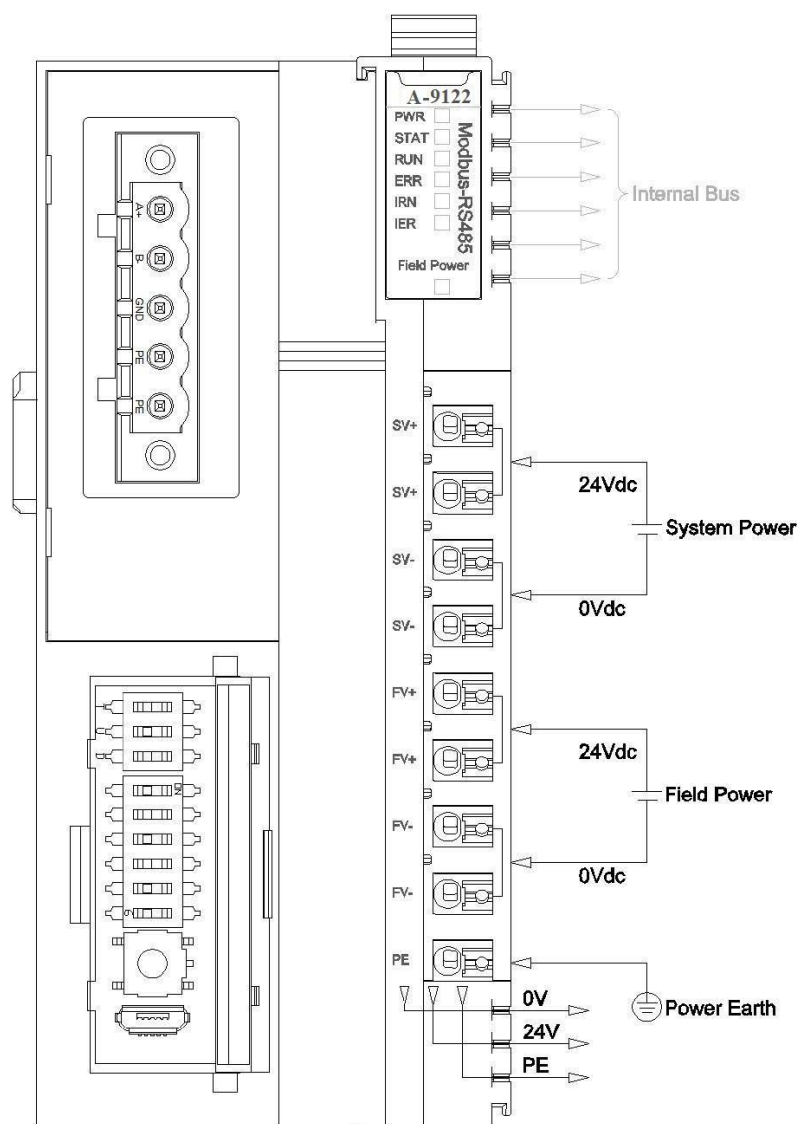 A-9122
PWR
STAT
RUN
ERR
IRN
IER
Modbus-RS485
Field Power
Internal Bus
A+
B-
GND
PE
PE
SV+
SV+
24Vdc
System Power
SV-
SV-
0Vdc
FV+
FV+
24Vdc
Field Power
FV-
FV-
0Vdc
PE
Power Earth
0V
24V
PE